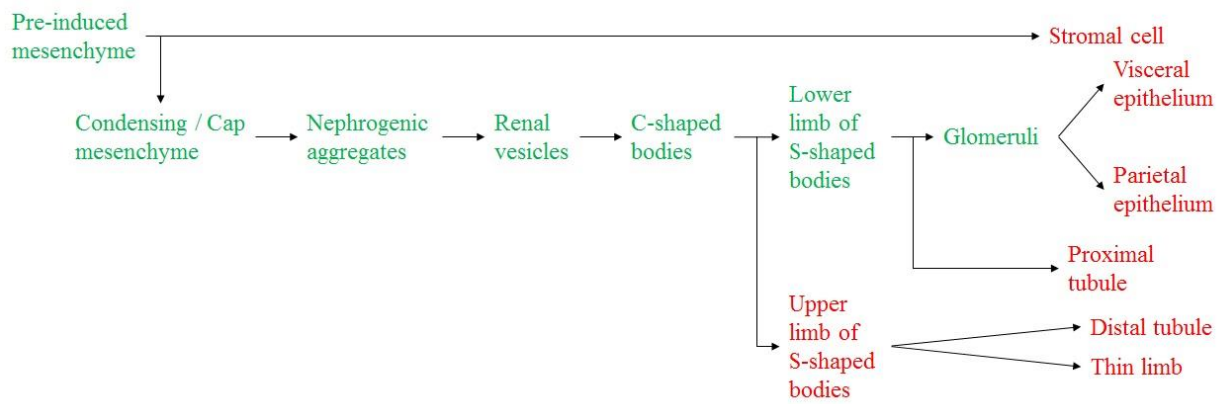 Pre-induced
mesenchyme
Stromal cell
Visceral
epithelium
Condensing / Cap
mesenchyme
Nephrogenic
aggregates
Renal
vesicles
C-shaped
bodies
Lower
limb of
S-shaped
bodies
Glomeruli
Parietal
epithelium
Proximal
tubule
Upper
limb of
S-shaped
bodies
Distal tubule
Thin limb